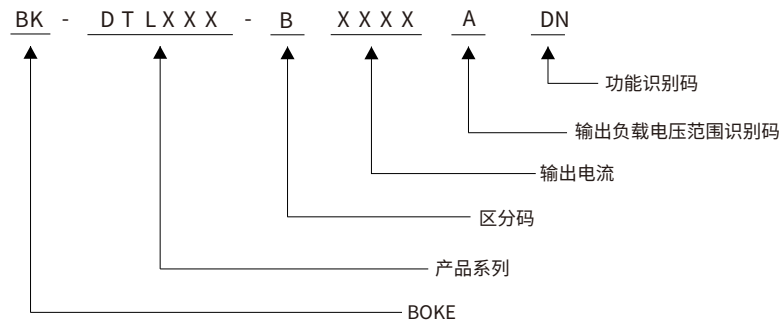 BK - DTLXXX - B XXXX A DN
功能识别码
输出负载电压范围识别码
输出电流
区分码
产品系列
BOKE